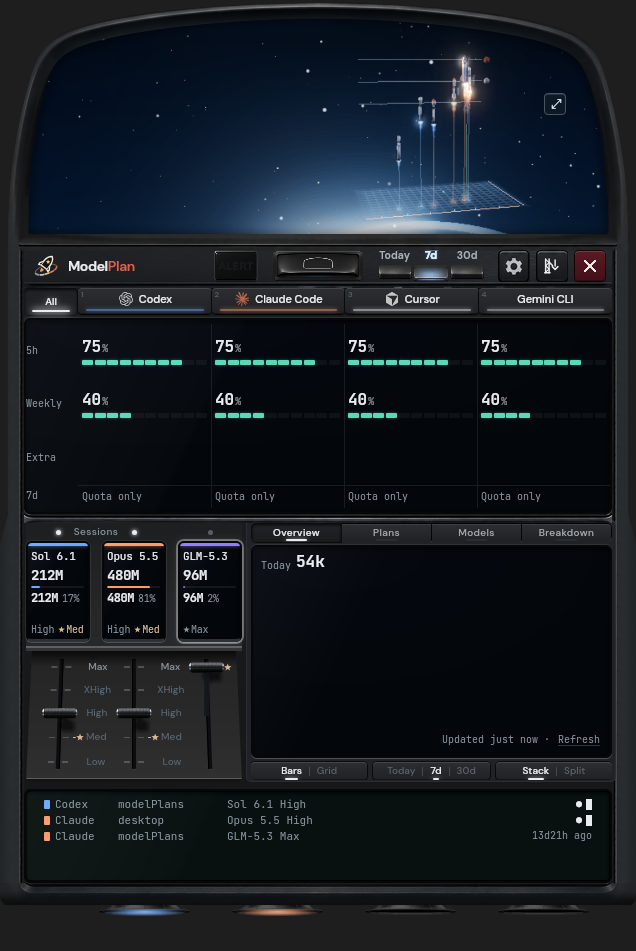 ModelPlan
ALERT
Today 7d 30d
All
1 Codex
2 Claude Code
3 Cursor
4 Gemini CLI
5h 75% 75% 75% 75%
Weekly 40% 40% 40% 40%
Extra
7d Quota only Quota only Quota only Quota only
Sessions
Sol 6.1
212M
212M 17%
High ★Med
Opus 5.5
480M
480M 81%
High ★Med
GLM-5.3
96M
96M 2%
★Max
Max
XHigh
High
★ Med
Low
Max
XHigh
High
★ Med
Low
★
Overview Plans Models Breakdown
Today 54k
Updated just now · Refresh
Bars | Grid
Today | 7d | 30d
Stack | Split
Codex modelPlans Sol 6.1 High
Claude desktop Opus 5.5 High
Claude modelPlans GLM-5.3 Max 13d21h ago